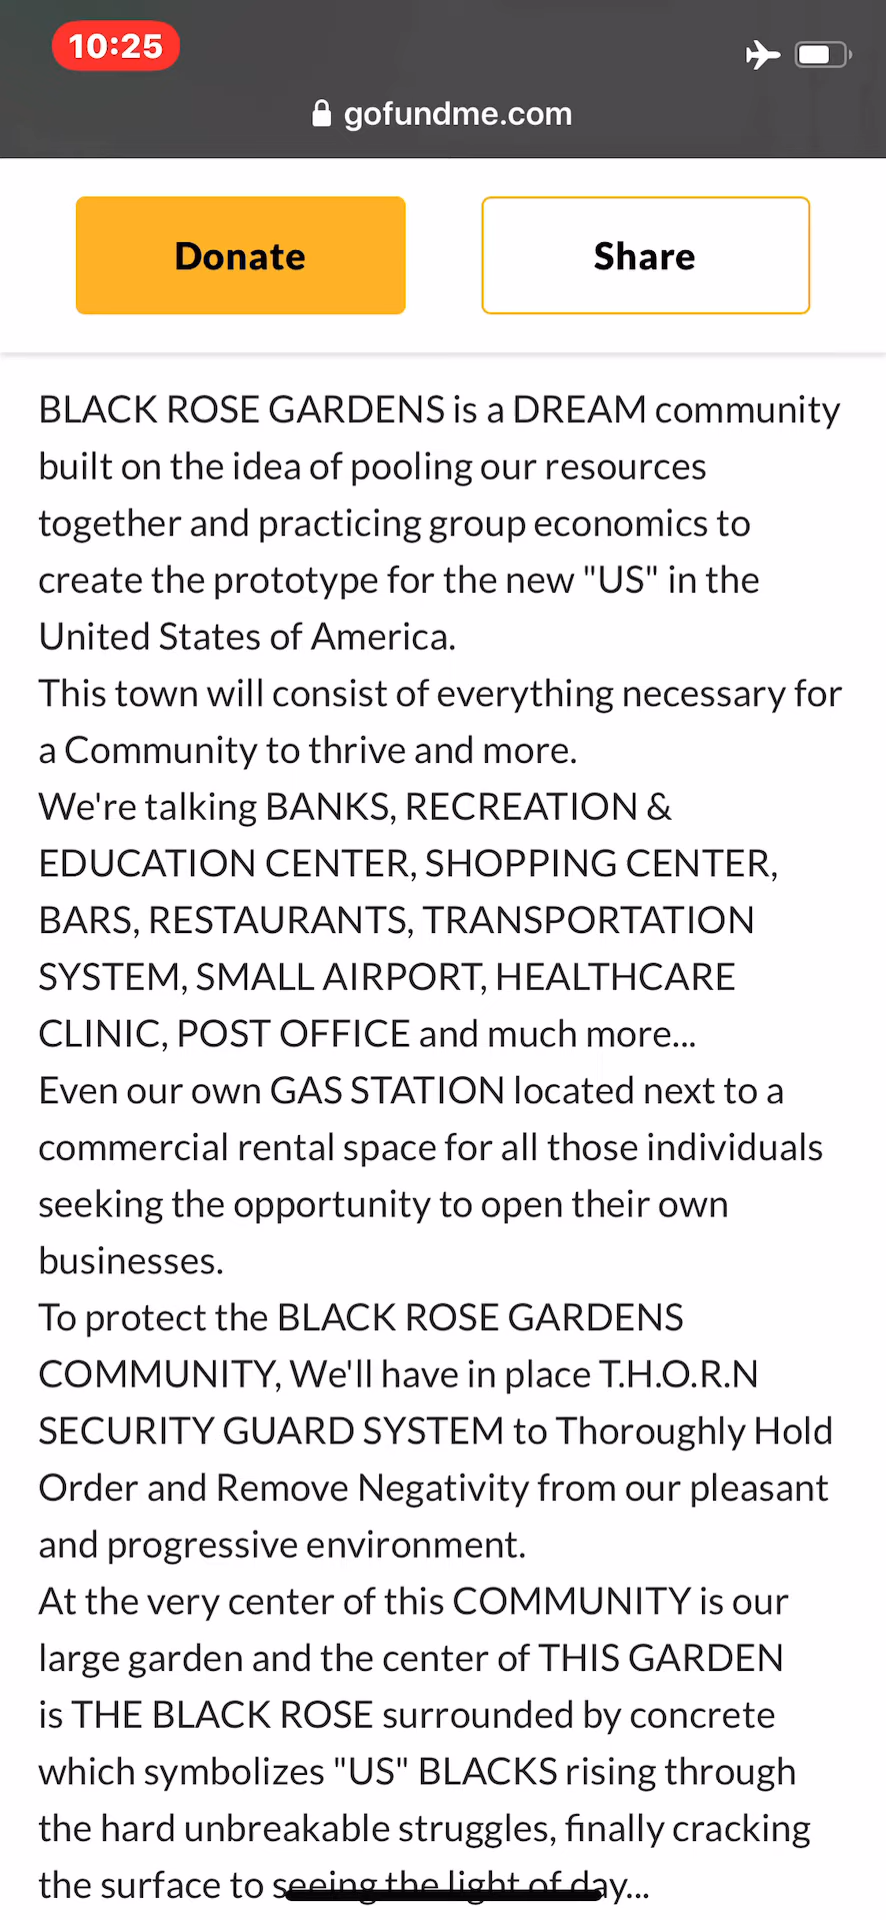 10:25
gofundme.com
Donate
Share
BLACK ROSE GARDENS is a DREAM community
built on the idea of pooling our resources
together and practicing group economics to
create the prototype for the new "US" in the
United States of America.
This town will consist of everything necessary for
a Community to thrive and more.
We're talking BANKS, RECREATION &
EDUCATION CENTER, SHOPPING CENTER,
BARS, RESTAURANTS, TRANSPORTATION
SYSTEM, SMALL AIRPORT, HEALTHCARE
CLINIC, POST OFFICE and much more...
Even our own GAS STATION located next to a
commercial rental space for all those individuals
seeking the opportunity to open their own
businesses.
To protect the BLACK ROSE GARDENS
COMMUNITY, We'll have in place T.H.O.R.N
SECURITY GUARD SYSTEM to Thoroughly Hold
Order and Remove Negativity from our pleasant
and progressive environment.
At the very center of this COMMUNITY is our
large garden and the center of THIS GARDEN
is THE BLACK ROSE surrounded by concrete
which symbolizes "US" BLACKS rising through
the hard unbreakable struggles, finally cracking
the surface to seeing the light of day...